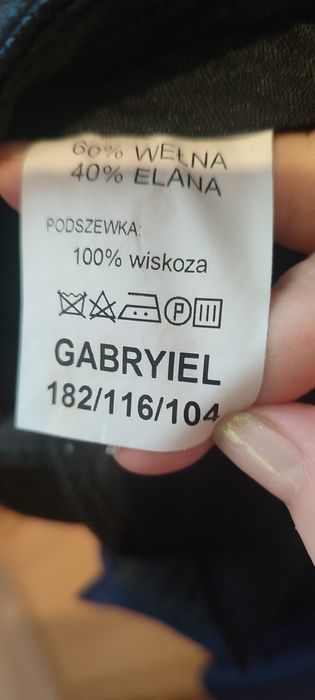 60% WEŁNA
40% ELANA
PODSZEWKA:
100% wiskoza
P
GABRYIEL
182/116/104